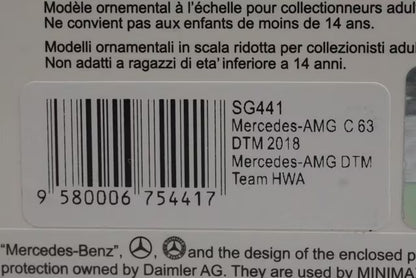 Modèle ornemental à l'échelle pour collectionneurs adul
Ne convient pas aux enfants de moins de 14 ans.
Modelli ornamentali in scala ridotta per collezionisti adu
Non adatti a ragazzi di eta' inferiore a 14 anni.
SG441
Mercedes-AMG C 63
DTM 2018
Mercedes-AMG DTM
Team HWA
9 580006 754417
"Mercedes-Benz", and the design of the enclosed p
protection owned by Daimler AG. They are used by MINIMA